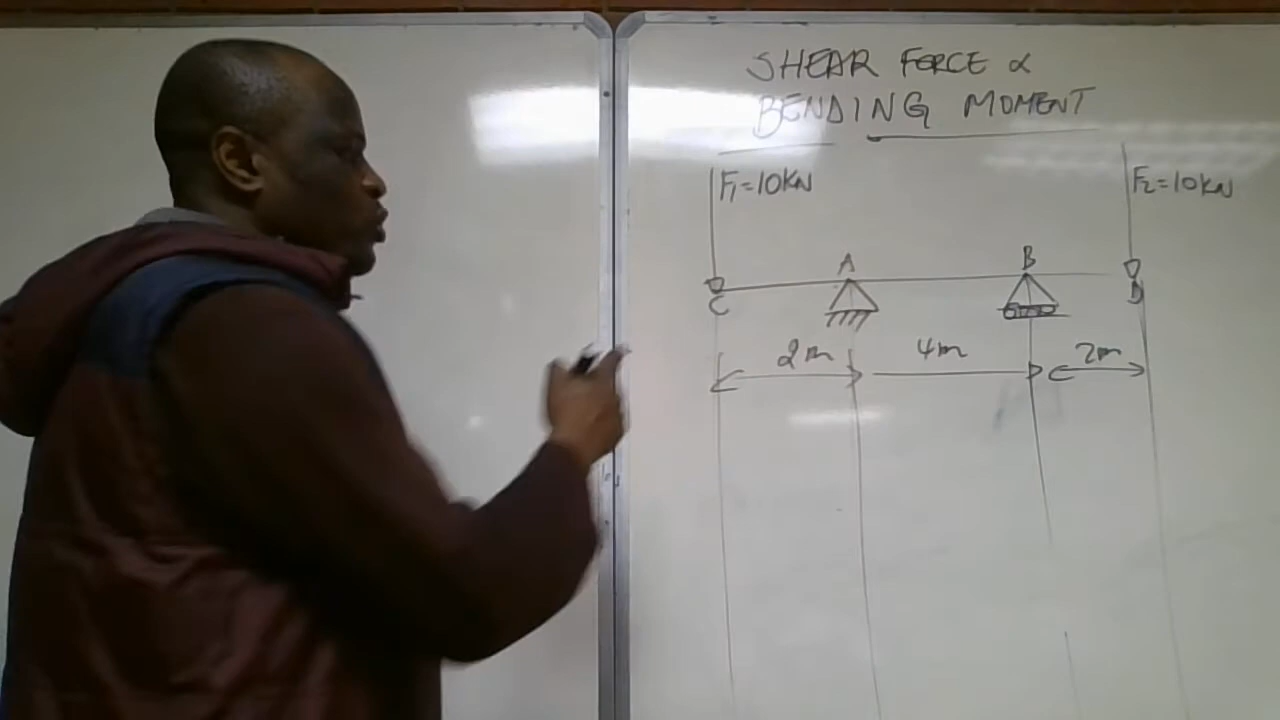 SHEAR FORCE &
BENDING MOMENT
F1=10KN
F2=10KN
A
B
C
D
2m
4m
2m